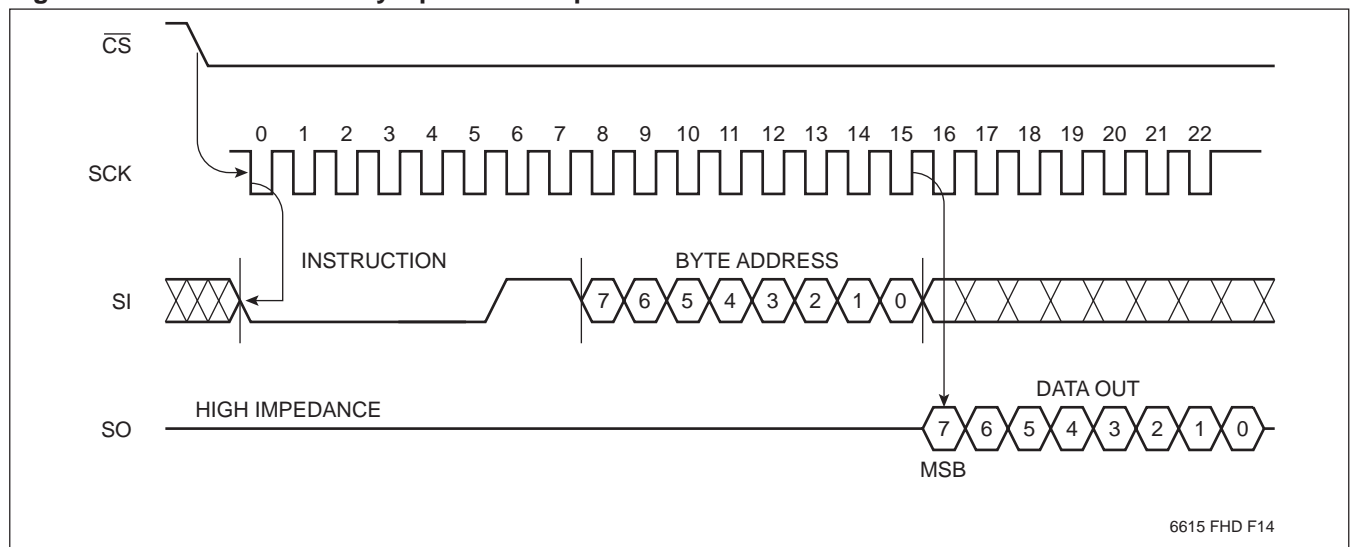 CS
0 1 2 3 4 5 6 7 8 9 10 11 12 13 14 15 16 17 18 19 20 21 22
SCK
INSTRUCTION
BYTE ADDRESS
SI
7 6 5 4 3 2 1 0
DATA OUT
HIGH IMPEDANCE
SO
7 6 5 4 3 2 1 0
MSB
6615 FHD F14